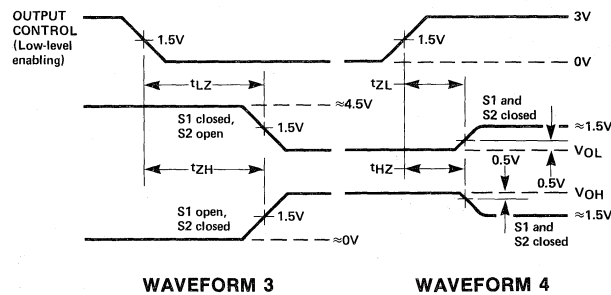 OUTPUT
CONTROL
(Low-level
enabling)
1.5V
1.5V
3V
0V
tLZ
tZL
≈4.5V
S1 closed,
S2 open
1.5V
S1 and
S2 closed
≈1.5V
VOL
tZH
tHZ
0.5V
0.5V
VOH
S1 open,
S2 closed
1.5V
≈0V
≈1.5V
S1 and
S2 closed
WAVEFORM 3
WAVEFORM 4